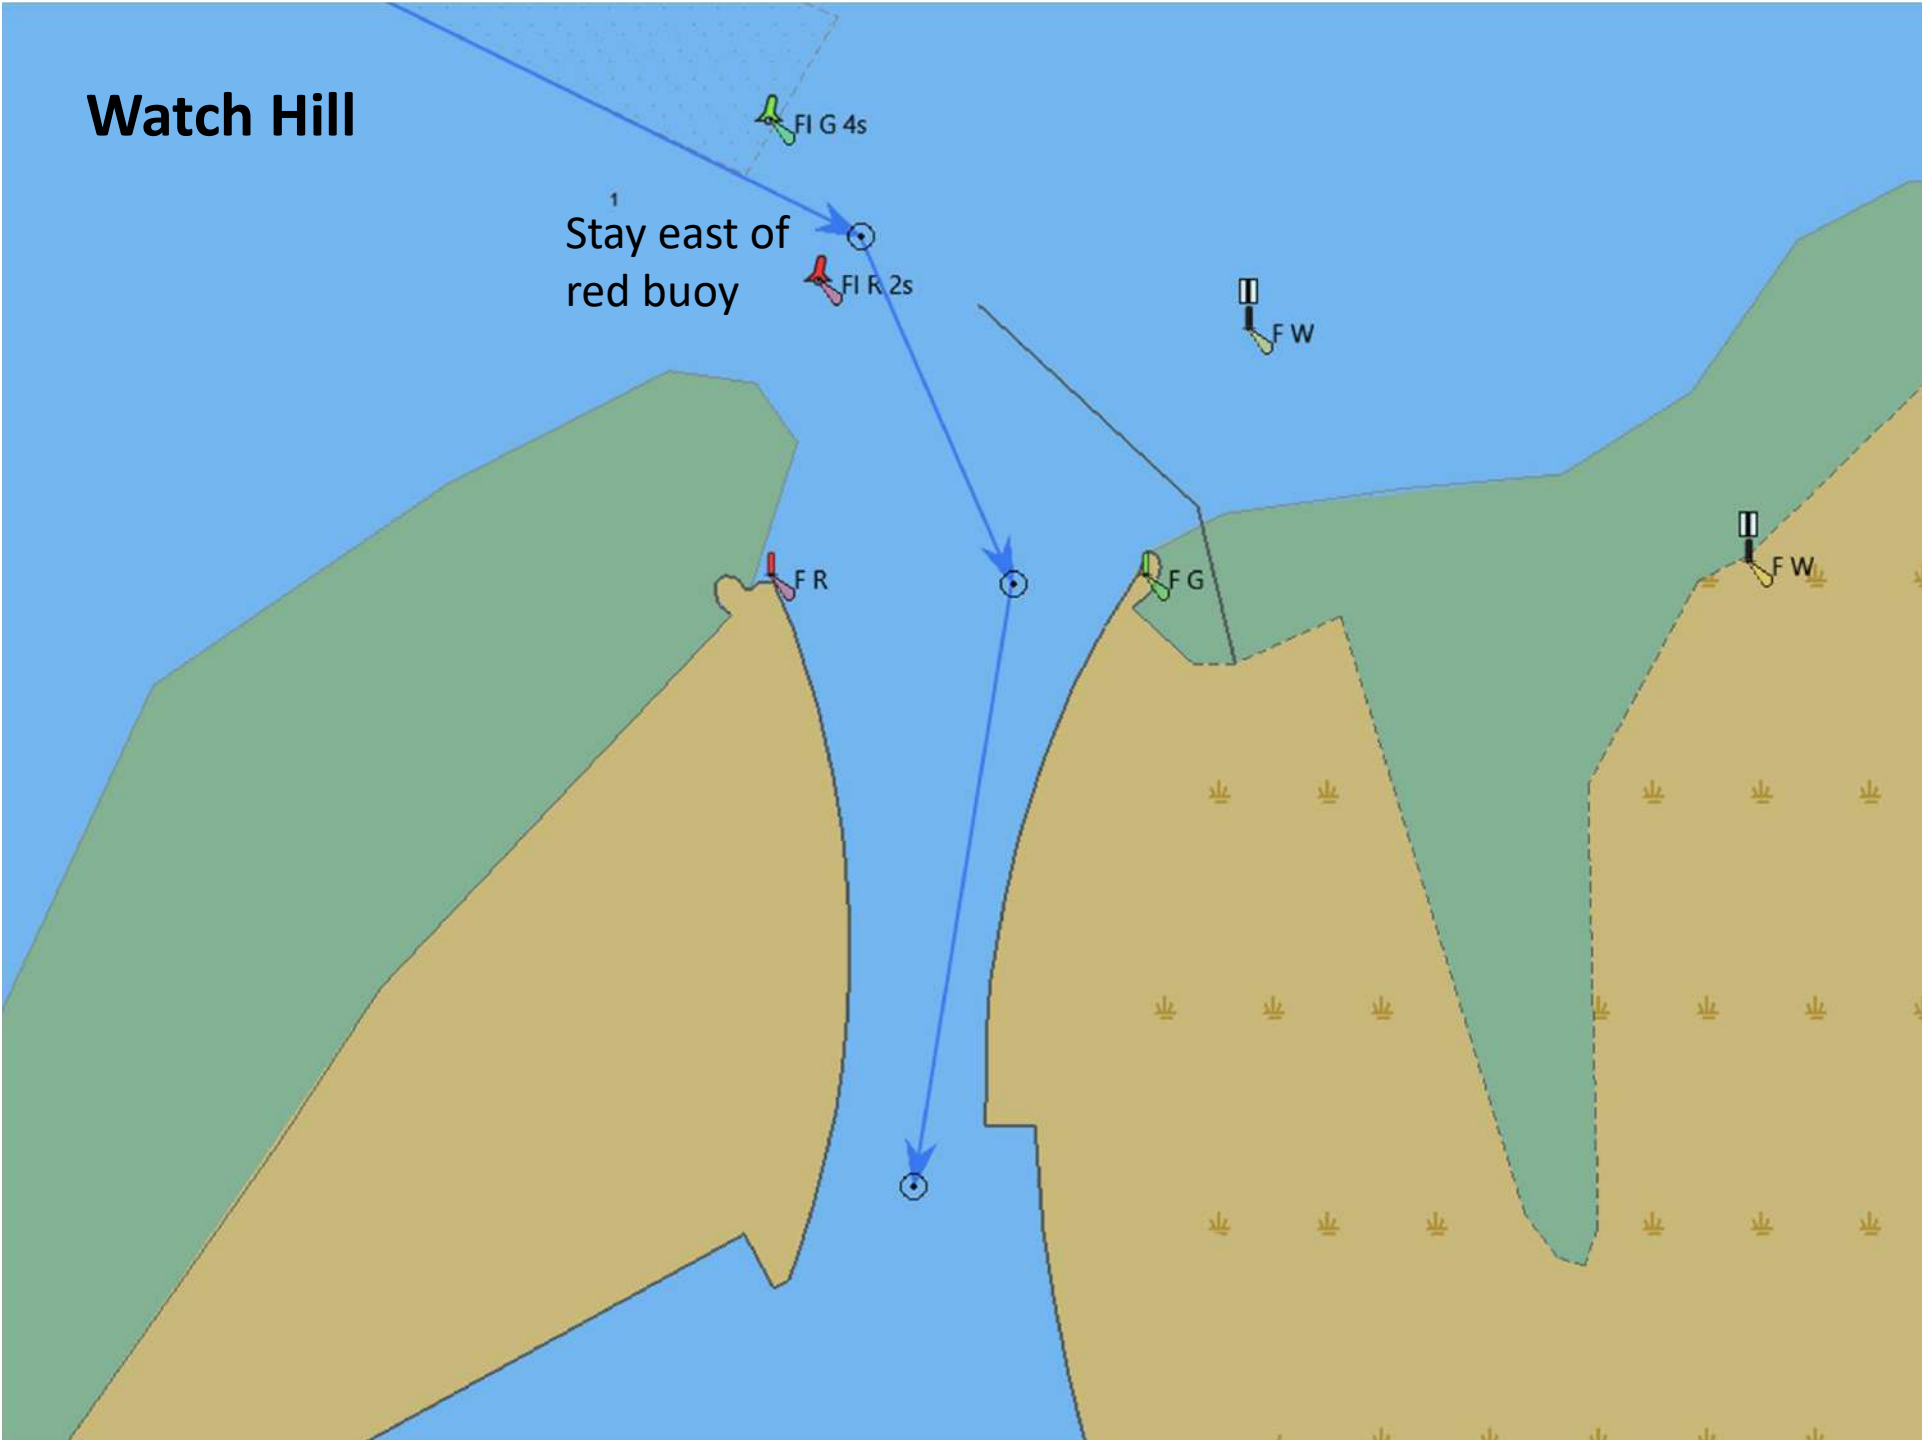 Watch Hill
Fl G 4s
1
Stay east of
red buoy
Fl R 2s
F W
F R
F G
F W